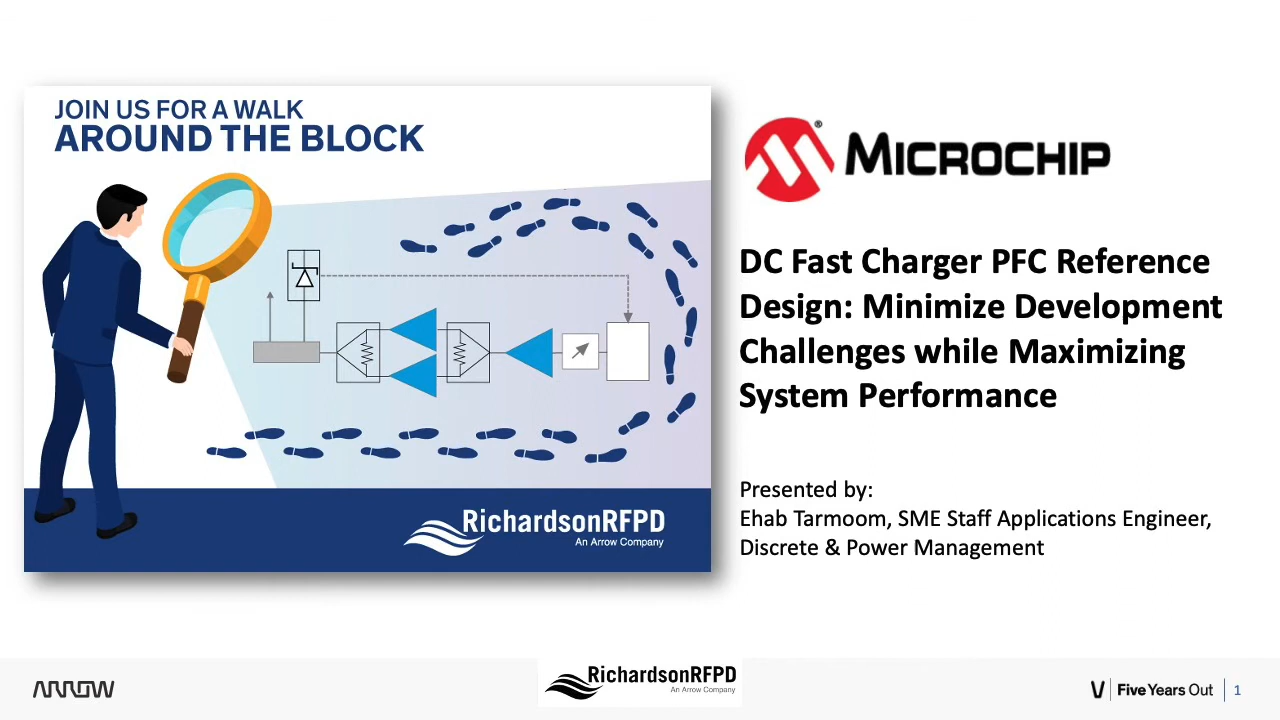 JOIN US FOR A WALK
AROUND THE BLOCK
RichardsonRFPD
An Arrow Company
® MICROCHIP
DC Fast Charger PFC Reference
Design: Minimize Development
Challenges while Maximizing
System Performance
Presented by:
Ehab Tarmoom, SME Staff Applications Engineer,
Discrete & Power Management
ARROW
RichardsonRFPD
An Arrow Company
Five Years Out
1